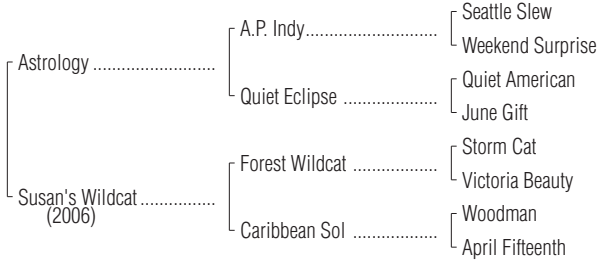 Seattle Slew
A.P. Indy..........................
Weekend Surprise
Astrology ........................
Quiet American
Quiet Eclipse ..................
June Gift
Storm Cat
Forest Wildcat ................
Victoria Beauty
Susan's Wildcat ...............
(2006)
Woodman
Caribbean Sol ................
April Fifteenth